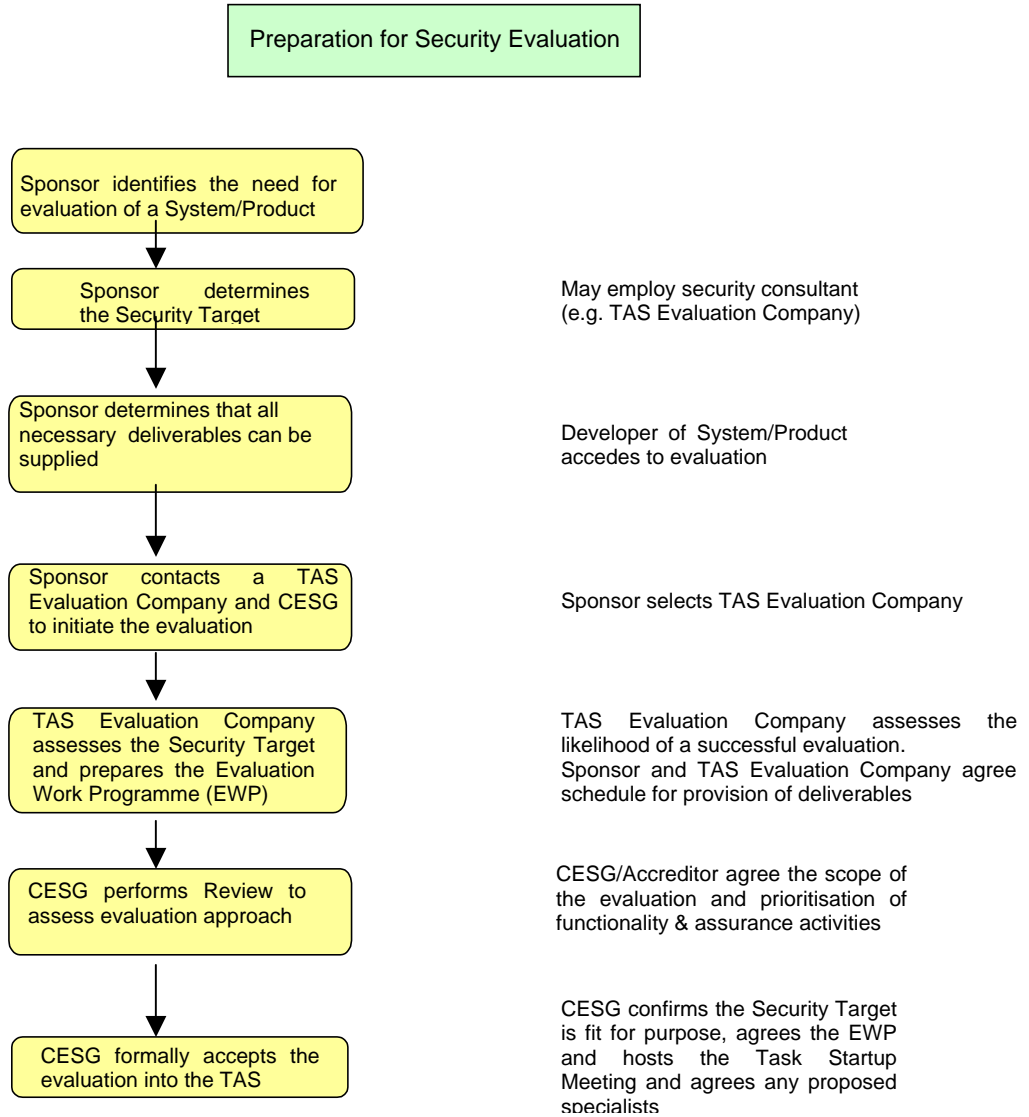 Preparation for Security Evaluation
Sponsor identifies the need for
evaluation of a System/Product
Sponsor determines
the Security Target
May employ security consultant
(e.g. TAS Evaluation Company)
Sponsor determines that all
necessary deliverables can be
supplied
Developer of System/Product
accedes to evaluation
Sponsor contacts a TAS
Evaluation Company and CESG
to initiate the evaluation
Sponsor selects TAS Evaluation Company
TAS Evaluation Company
assesses the Security Target
and prepares the Evaluation
Work Programme (EWP)
TAS Evaluation Company assesses the
likelihood of a successful evaluation.
Sponsor and TAS Evaluation Company agree
schedule for provision of deliverables
CESG performs Review to
assess evaluation approach
CESG/Accreditor agree the scope of
the evaluation and prioritisation of
functionality & assurance activities
CESG formally accepts the
evaluation into the TAS
CESG confirms the Security Target
is fit for purpose, agrees the EWP
and hosts the Task Startup
Meeting and agrees any proposed
specialists